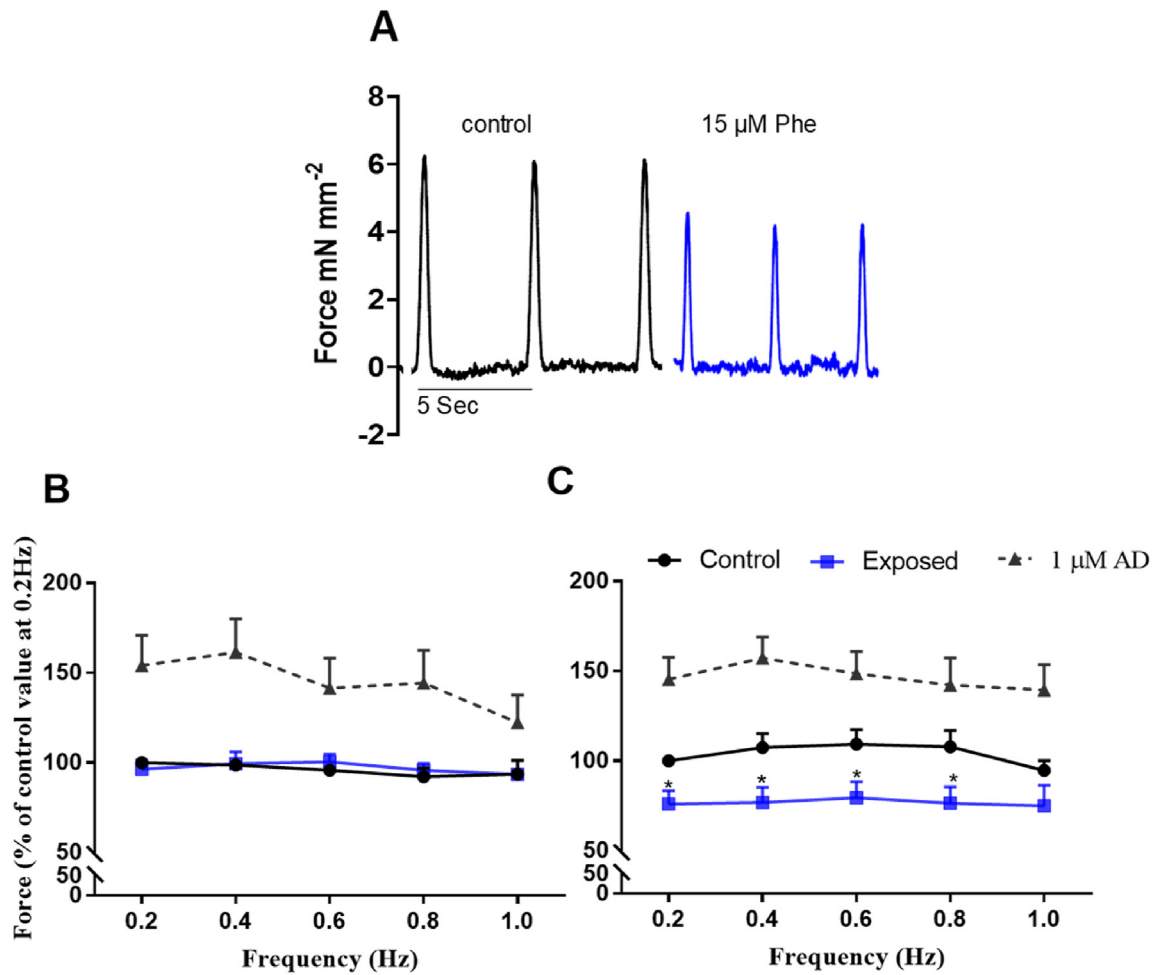 A
8
control
15 µM Phe
6
4
2
0
-2
Force mN mm-2
5 Sec
B
C
Control
Exposed
1 µM AD
Force (% of control value at 0.2Hz)
200
150
100
50
50
0
0.2
0.4
0.6
0.8
1.0
Frequency (Hz)
200
150
100
50
50
0
*
*
*
*
0.2
0.4
0.6
0.8
1.0
Frequency (Hz)